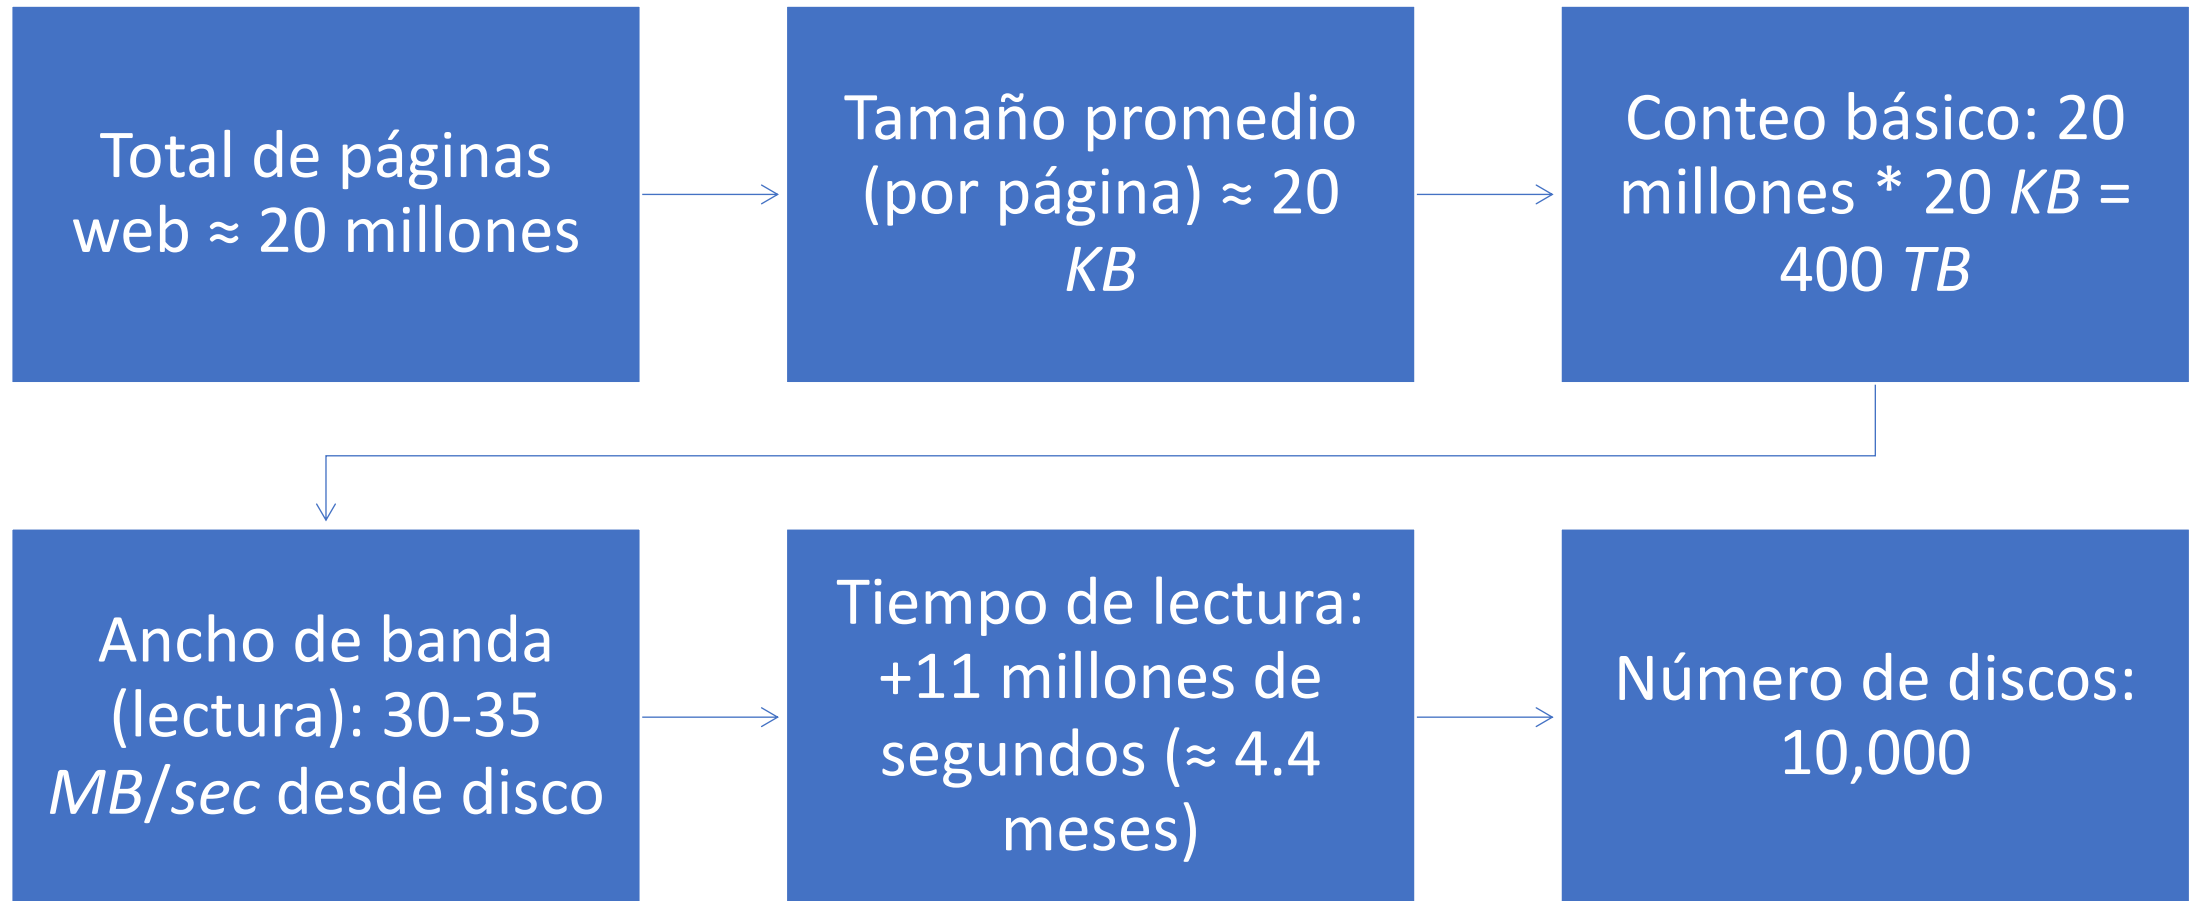 Total de páginas
web ≈ 20 millones
Tamaño promedio
(por página) ≈ 20
KB
Conteo básico: 20
millones * 20 KB =
400 TB
Ancho de banda
(lectura): 30-35
MB/sec desde disco
Tiempo de lectura:
+11 millones de
segundos (≈ 4.4
meses)
Número de discos:
10,000